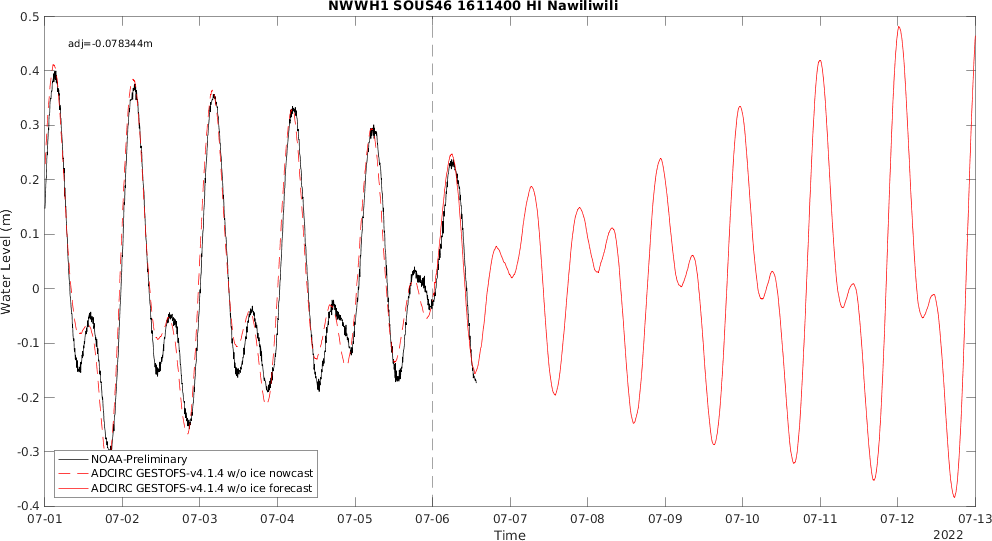 NWWH1 SOUS46 1611400 HI Nawiliwili
0.5
adj=-0.078344m
0.4
0.3
0.2
0.1
0
-0.1
-0.2
-0.3
-0.4
Water Level (m)
NOAA-Preliminary
ADCIRC GESTOFS-v4.1.4 w/o ice nowcast
ADCIRC GESTOFS-v4.1.4 w/o ice forecast
07-01 07-02 07-03 07-04 07-05 07-06 07-07 07-08 07-09 07-10 07-11 07-12 07-13
Time
2022